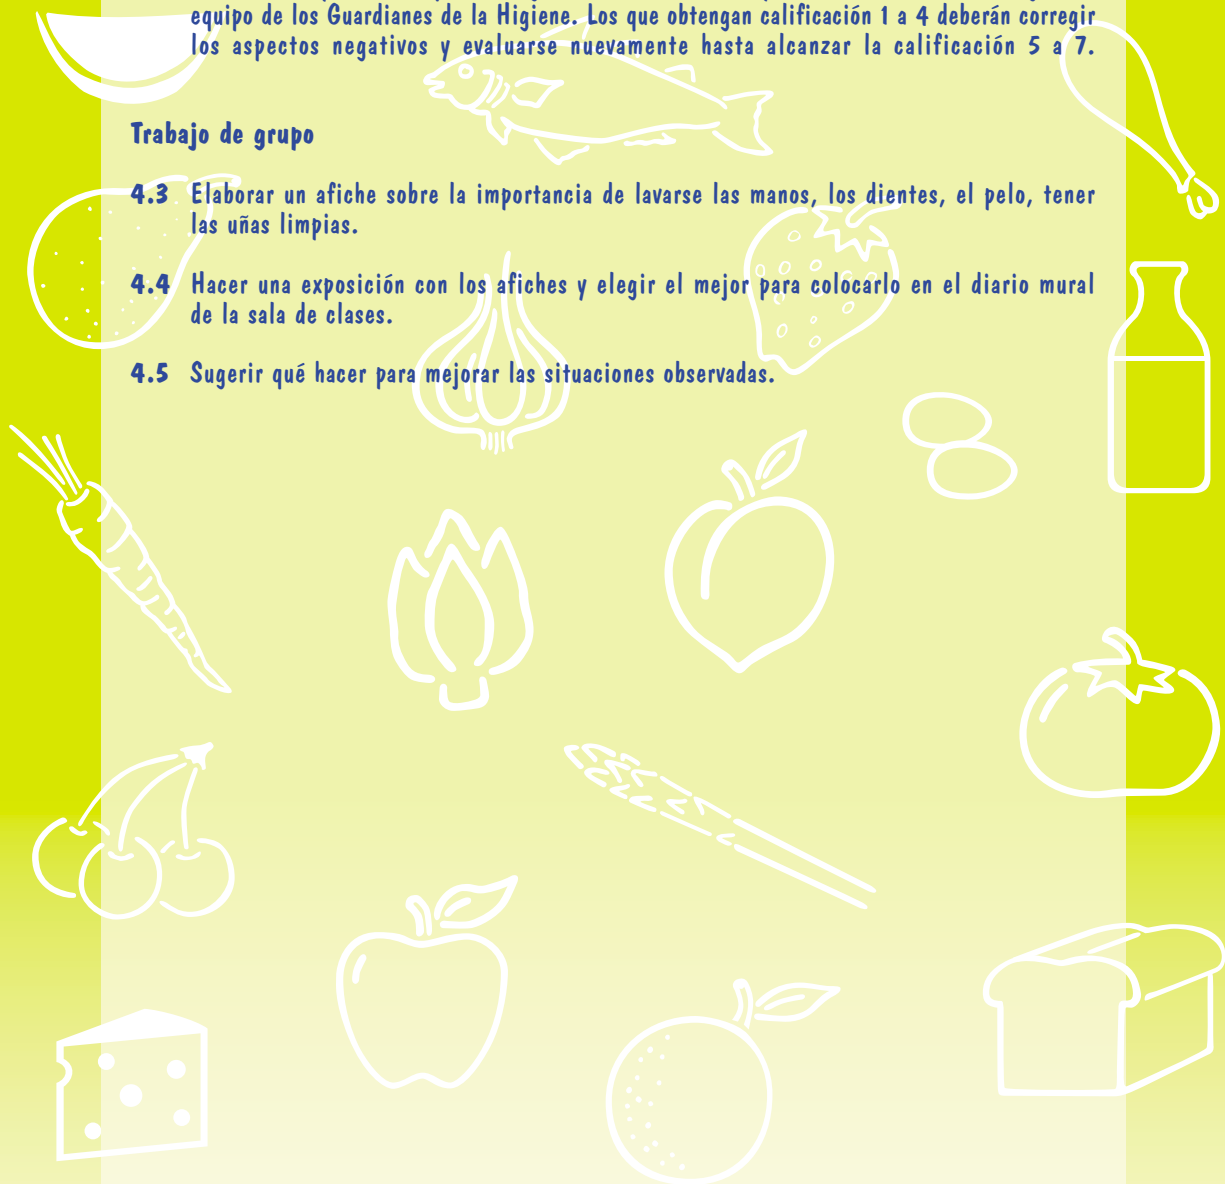 equipo de los Guardianes de la Higiene. Los que obtengan calificación 1 a 4 deberán corregir
los aspectos negativos y evaluarse nuevamente hasta alcanzar la calificación 5 a 7.
Trabajo de grupo
4.3 Elaborar un afiche sobre la importancia de lavarse las manos, los dientes, el pelo, tener
las uñas limpias.
4.4 Hacer una exposición con los afiches y elegir el mejor para colocarlo en el diario mural
de la sala de clases.
4.5 Sugerir qué hacer para mejorar las situaciones observadas.